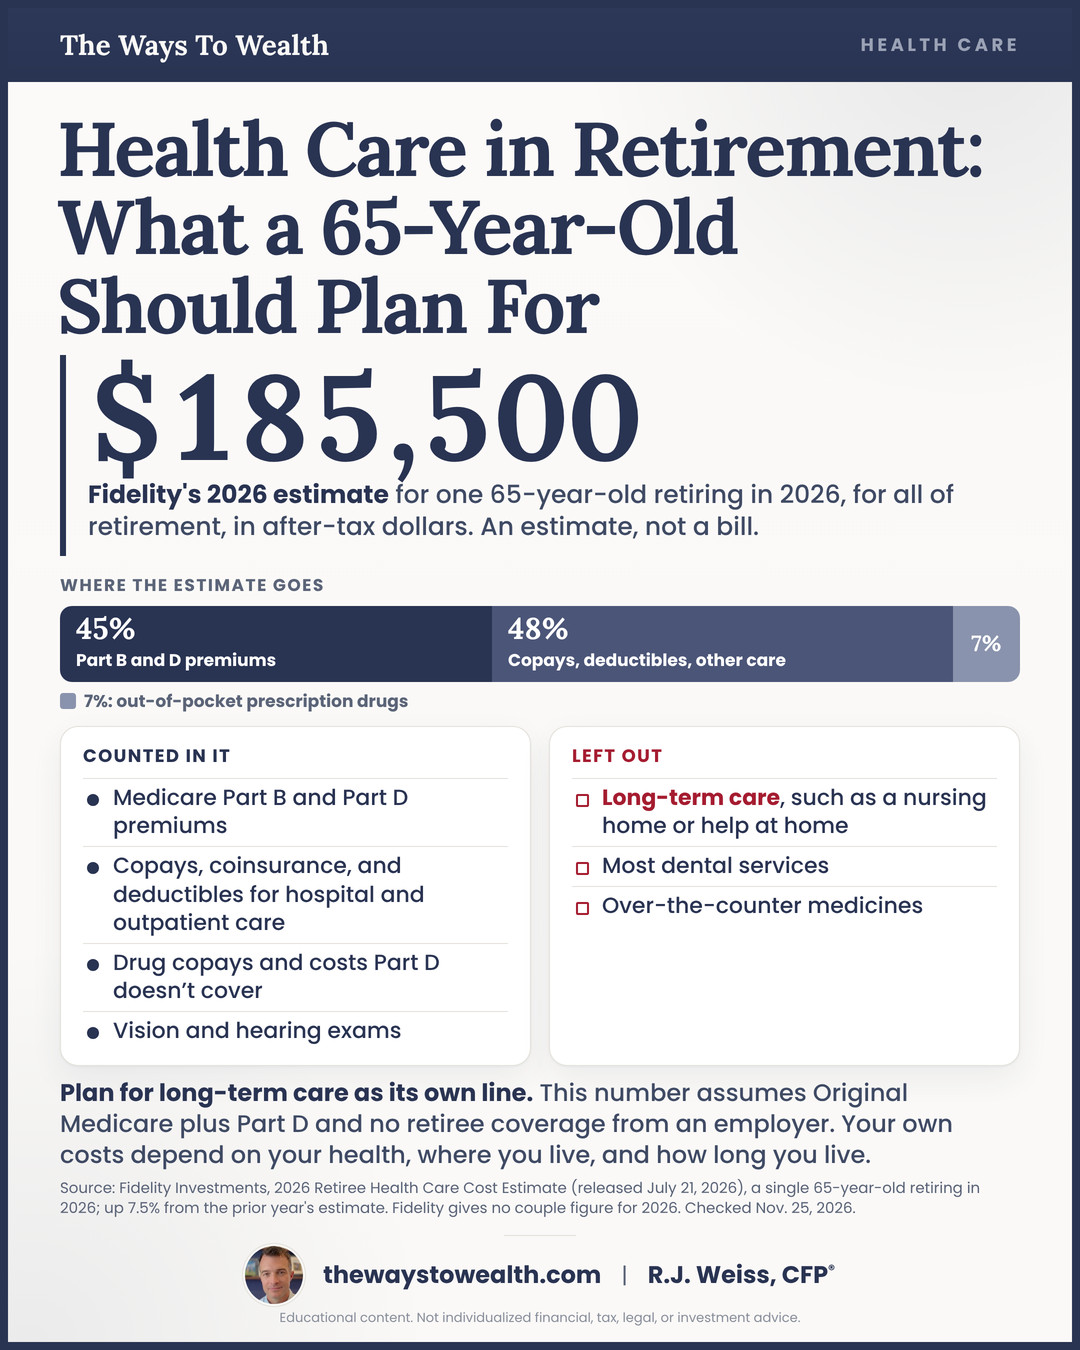 The Ways To Wealth
HEALTH CARE
Health Care in Retirement:
What a 65-Year-Old
Should Plan For
$185,500
Fidelity's 2026 estimate for one 65-year-old retiring in 2026, for all of
retirement, in after-tax dollars. An estimate, not a bill.
WHERE THE ESTIMATE GOES
45%
Part B and D premiums
48%
Copays, deductibles, other care
7%
7%: out-of-pocket prescription drugs
COUNTED IN IT
Medicare Part B and Part D
premiums
Copays, coinsurance, and
deductibles for hospital and
outpatient care
Drug copays and costs Part D
doesn’t cover
Vision and hearing exams
LEFT OUT
Long-term care, such as a nursing
home or help at home
Most dental services
Over-the-counter medicines
Plan for long-term care as its own line. This number assumes Original
Medicare plus Part D and no retiree coverage from an employer. Your own
costs depend on your health, where you live, and how long you live.
Source: Fidelity Investments, 2026 Retiree Health Care Cost Estimate (released July 21, 2026), a single 65-year-old retiring in
2026; up 7.5% from the prior year's estimate. Fidelity gives no couple figure for 2026. Checked Nov. 25, 2026.
thewaystowealth.com | R.J. Weiss, CFP®
Educational content. Not individualized financial, tax, legal, or investment advice.